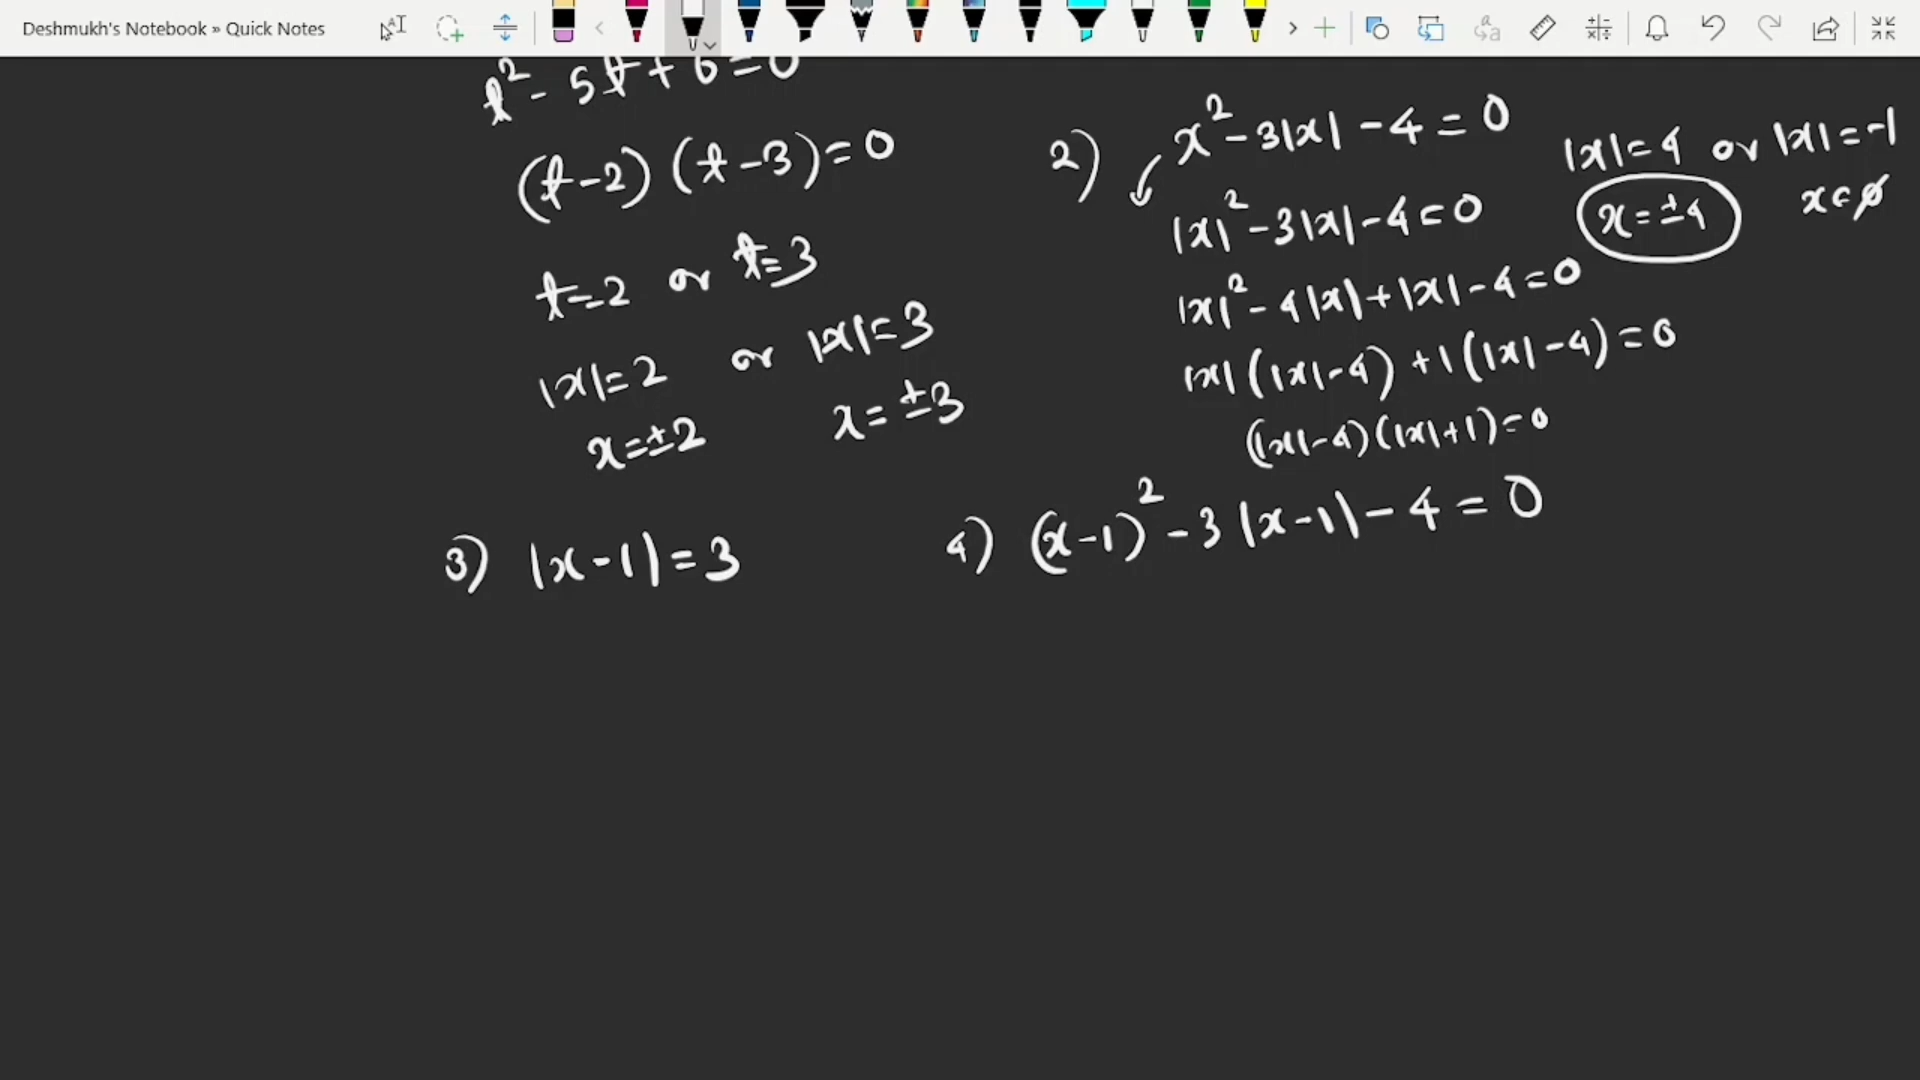 Deshmukh's Notebook » Quick Notes
t² - 5t + 6 = 0
(t-2) (t-3) = 0
t=2 or t=3
|x|=2 or |x|=3
x=±2 x=±3
2) x² - 3|x| - 4 = 0
|x|² - 3|x| - 4 = 0
|x|² - 4|x| + |x| - 4 = 0
|x| (|x|-4) + 1 (|x|-4) = 0
(|x|-4) (|x|+1) = 0
|x|=4 or |x|=-1
x=±4 x∈∅
3) |x-1| = 3
4) (x-1)² - 3 |x-1| - 4 = 0